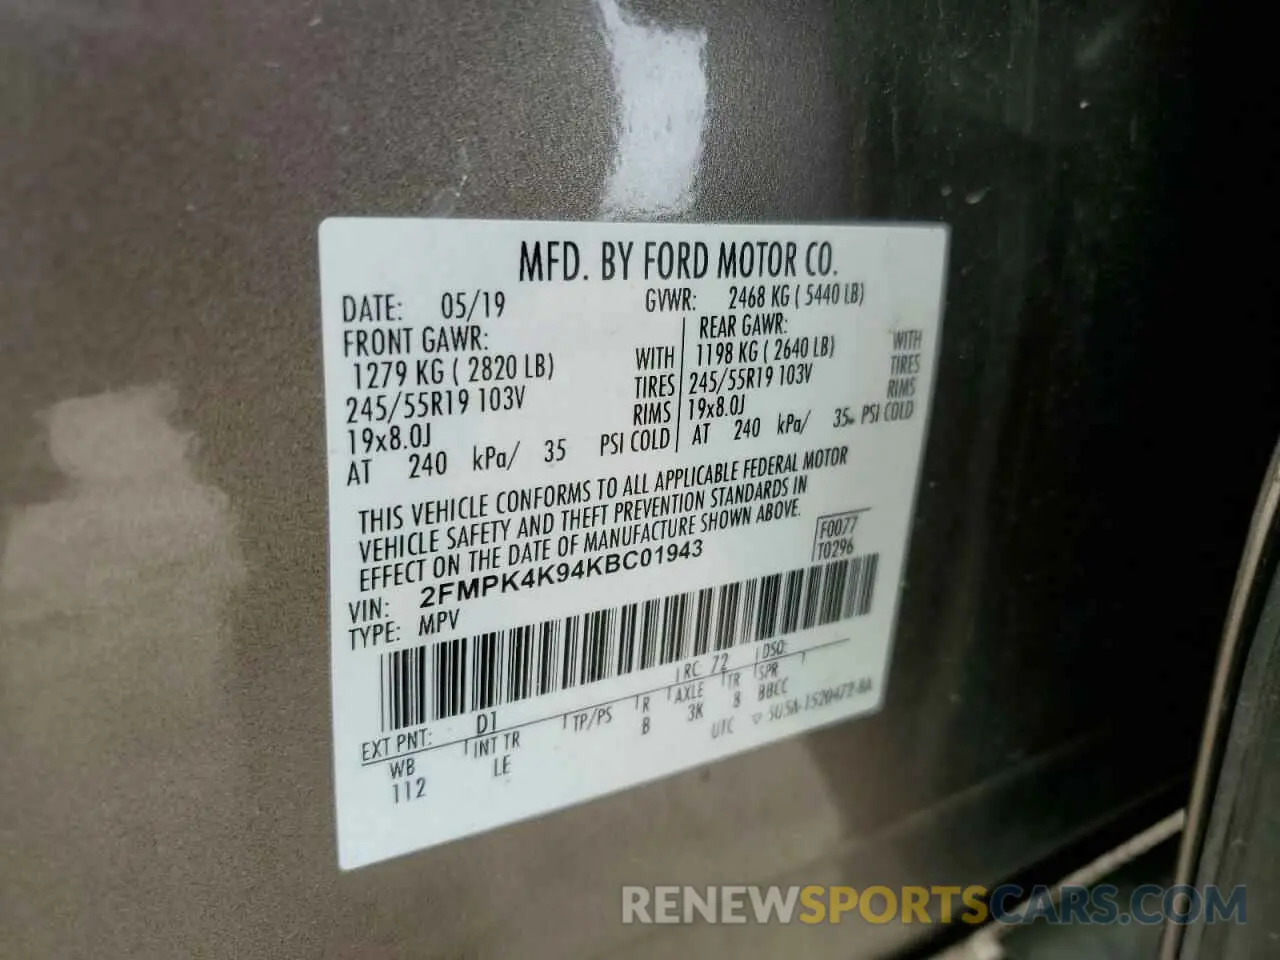 MFD. BY FORD MOTOR CO.
DATE: 05/19 GVWR: 2468 KG ( 5440 LB)
FRONT GAWR: REAR GAWR:
1279 KG ( 2820 LB) WITH 1198 KG ( 2640 LB) WITH
245/55R19 103V TIRES 245/55R19 103V TIRES
19x8.0J RIMS 19x8.0J RIMS
AT 240 kPa/ 35 PSI COLD AT 240 kPa/ 35 PSI COLD
THIS VEHICLE CONFORMS TO ALL APPLICABLE FEDERAL MOTOR
VEHICLE SAFETY AND THEFT PREVENTION STANDARDS IN
EFFECT ON THE DATE OF MANUFACTURE SHOWN ABOVE.
F0077
T0296
VIN: 2FMPK4K94KBC01943
TYPE: MPV
EXT PNT: D1 RC: 72 DSO:
WB INT TR TP/PS R AXLE TR SPR
112 LE B 3K 8 BBCC
UTC 5U5A-1520472-BA
RENEWSPORTSCARS.COM